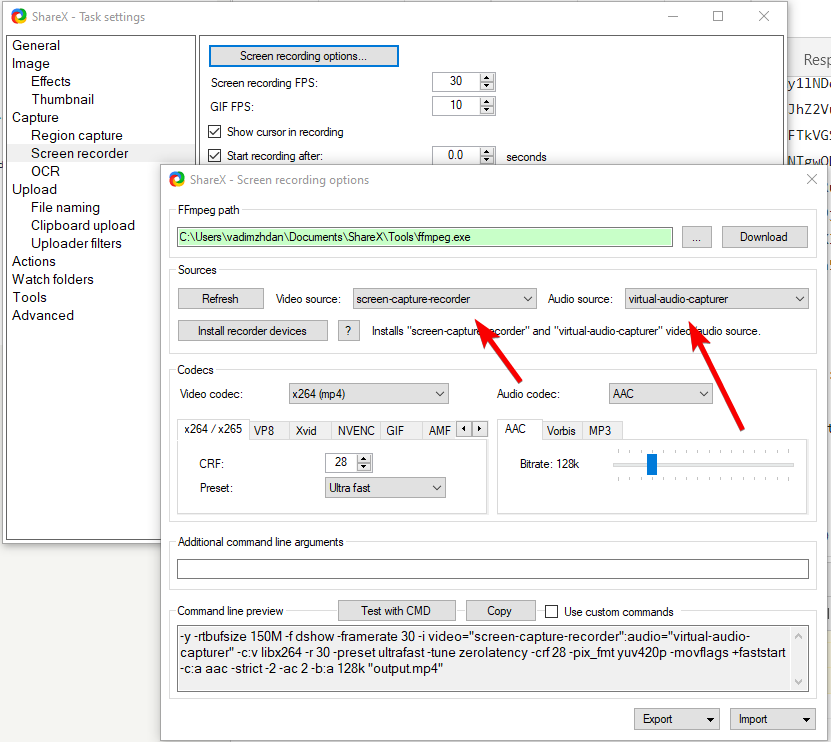 ShareX - Task settings
General
Image
Effects
Thumbnail
Capture
Region capture
Screen recorder
OCR
Upload
File naming
Clipboard upload
Uploader filters
Actions
Watch folders
Tools
Advanced
Screen recording options...
Screen recording FPS: 30
GIF FPS: 10
Show cursor in recording
Start recording after: 0.0 seconds
ShareX - Screen recording options
FFmpeg path
C:\Users\vadimzhdan\Documents\ShareX\Tools\ffmpeg.exe ... Download
Sources
Refresh Video source: screen-capture-recorder Audio source: virtual-audio-capturer
Install recorder devices ? Installs "screen-capture-recorder" and "virtual-audio-capturer" video/audio source.
Codecs
Video codec: x264 (mp4) Audio codec: AAC
x264 / x265 VP8 Xvid NVENC GIF AMF AAC Vorbis MP3
CRF: 28 Bitrate: 128k
Preset: Ultra fast
Additional command line arguments
Command line preview Test with CMD Copy Use custom commands
-y -rtbufsize 150M -f dshow -framerate 30 -i video="screen-capture-recorder":audio="virtual-audio-
capturer" -c:v libx264 -r 30 -preset ultrafast -tune zerolatency -crf 28 -pix_fmt yuv420p -movflags +faststart
-c:a aac -strict -2 -ac 2 -b:a 128k "output.mp4"
Export Import